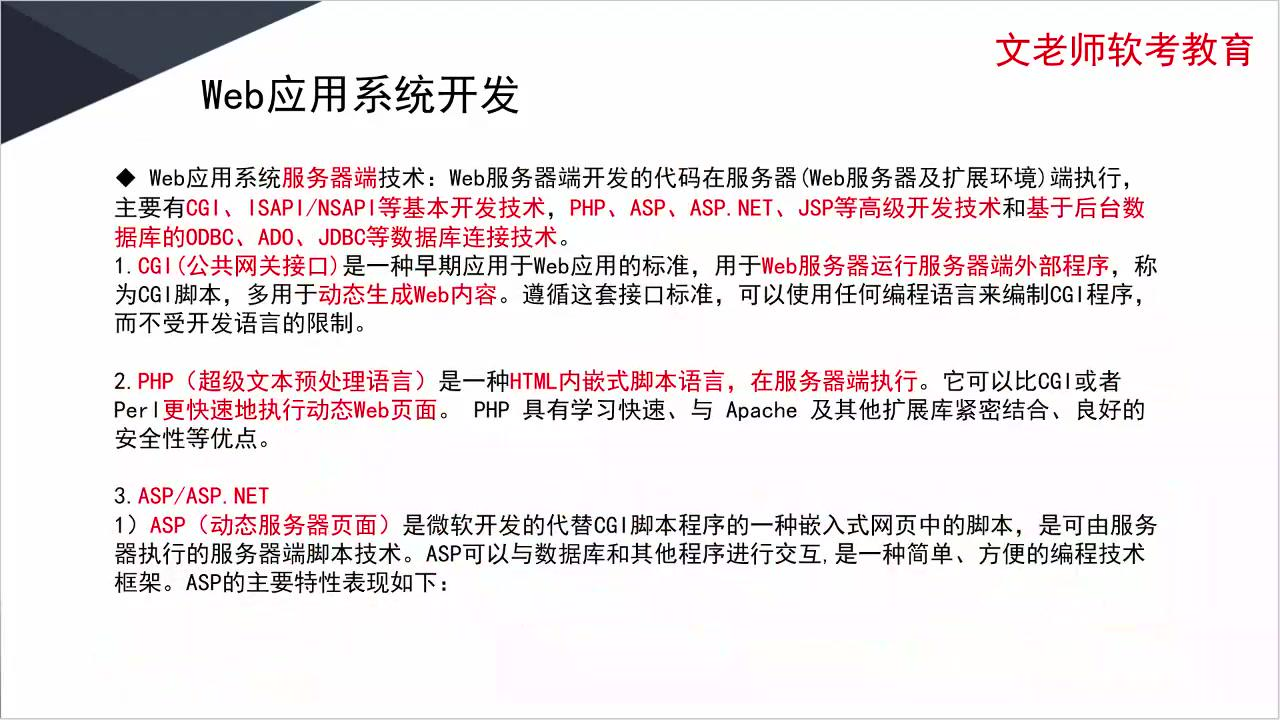 文老师软考教育
Web应用系统开发
◆ Web应用系统服务器端技术：Web服务器端开发的代码在服务器(Web服务器及扩展环境)端执行，
主要有CGI、ISAPI/NSAPI等基本开发技术，PHP、ASP、ASP.NET、JSP等高级开发技术和基于后台数
据库的ODBC、ADO、JDBC等数据库连接技术。
1.CGI(公共网关接口)是一种早期应用于Web应用的标准，用于Web服务器运行服务器端外部程序，称
为CGI脚本，多用于动态生成Web内容。遵循这套接口标准，可以使用任何编程语言来编制CGI程序，
而不受开发语言的限制。
2.PHP（超级文本预处理语言）是一种HTML内嵌式脚本语言，在服务器端执行。它可以比CGI或者
Perl更快速地执行动态Web页面。 PHP 具有学习快速、与 Apache 及其他扩展库紧密结合、良好的
安全性等优点。
3.ASP/ASP.NET
1）ASP（动态服务器页面）是微软开发的代替CGI脚本程序的一种嵌入式网页中的脚本，是可由服务
器执行的服务器端脚本技术。ASP可以与数据库和其他程序进行交互,是一种简单、方便的编程技术
框架。ASP的主要特性表现如下：